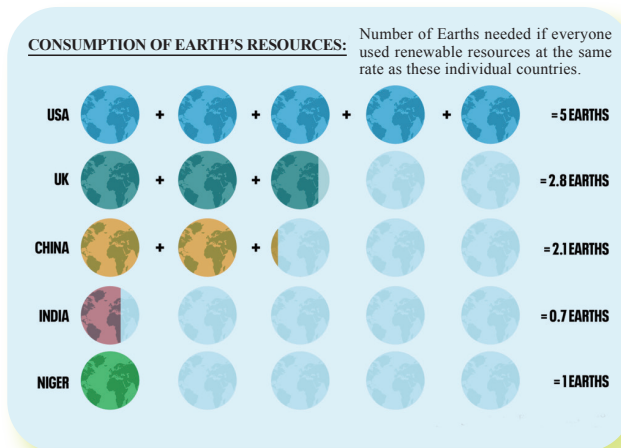 CONSUMPTION OF EARTH'S RESOURCES:
Number of Earths needed if everyone
used renewable resources at the same
rate as these individual countries.
USA + + + + = 5 EARTHS
UK + + = 2.8 EARTHS
CHINA + + = 2.1 EARTHS
INDIA = 0.7 EARTHS
NIGER = 1 EARTHS